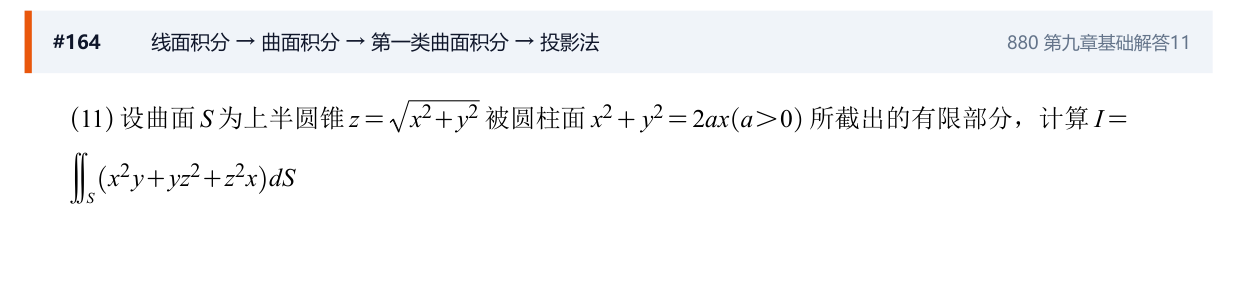 #164 线面积分 → 曲面积分 → 第一类曲面积分 → 投影法 880 第九章基础解答11
(11) 设曲面 S 为上半圆锥 z = √(x²+y²) 被圆柱面 x² + y² = 2ax(a>0) 所截出的有限部分，计算 I =
∬_S (x²y+yz²+z²x)dS